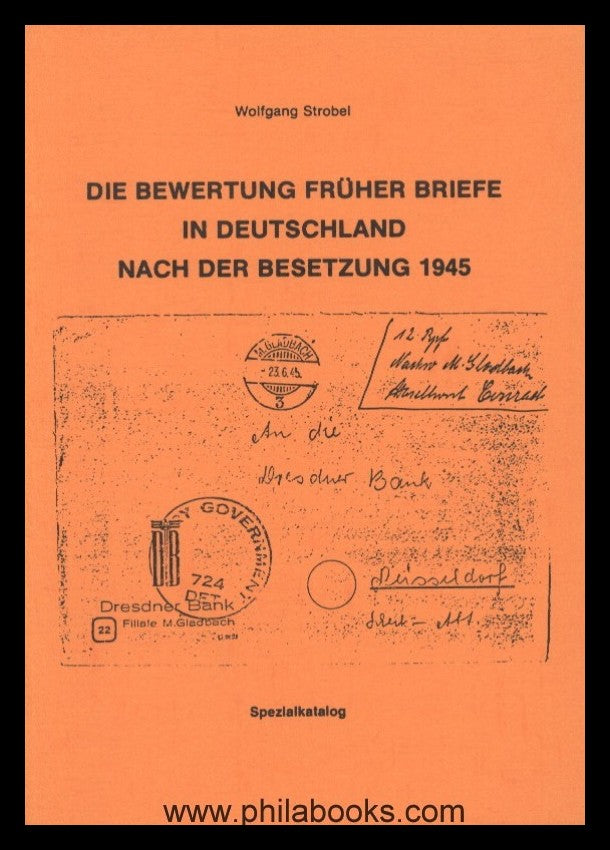 Wolfgang Strobel
DIE BEWERTUNG FRÜHER BRIEFE
IN DEUTSCHLAND
NACH DER BESETZUNG 1945
M.GLADBACH
- 23.6.45
3
12 Rpf
M. Gladbach
An die
Dresdner Bank
Düsseldorf
GOVERNMENT
724
DET
Dresdner Bank
22 Filiale M.Gladbach
Spezialkatalog
www.philabooks.com